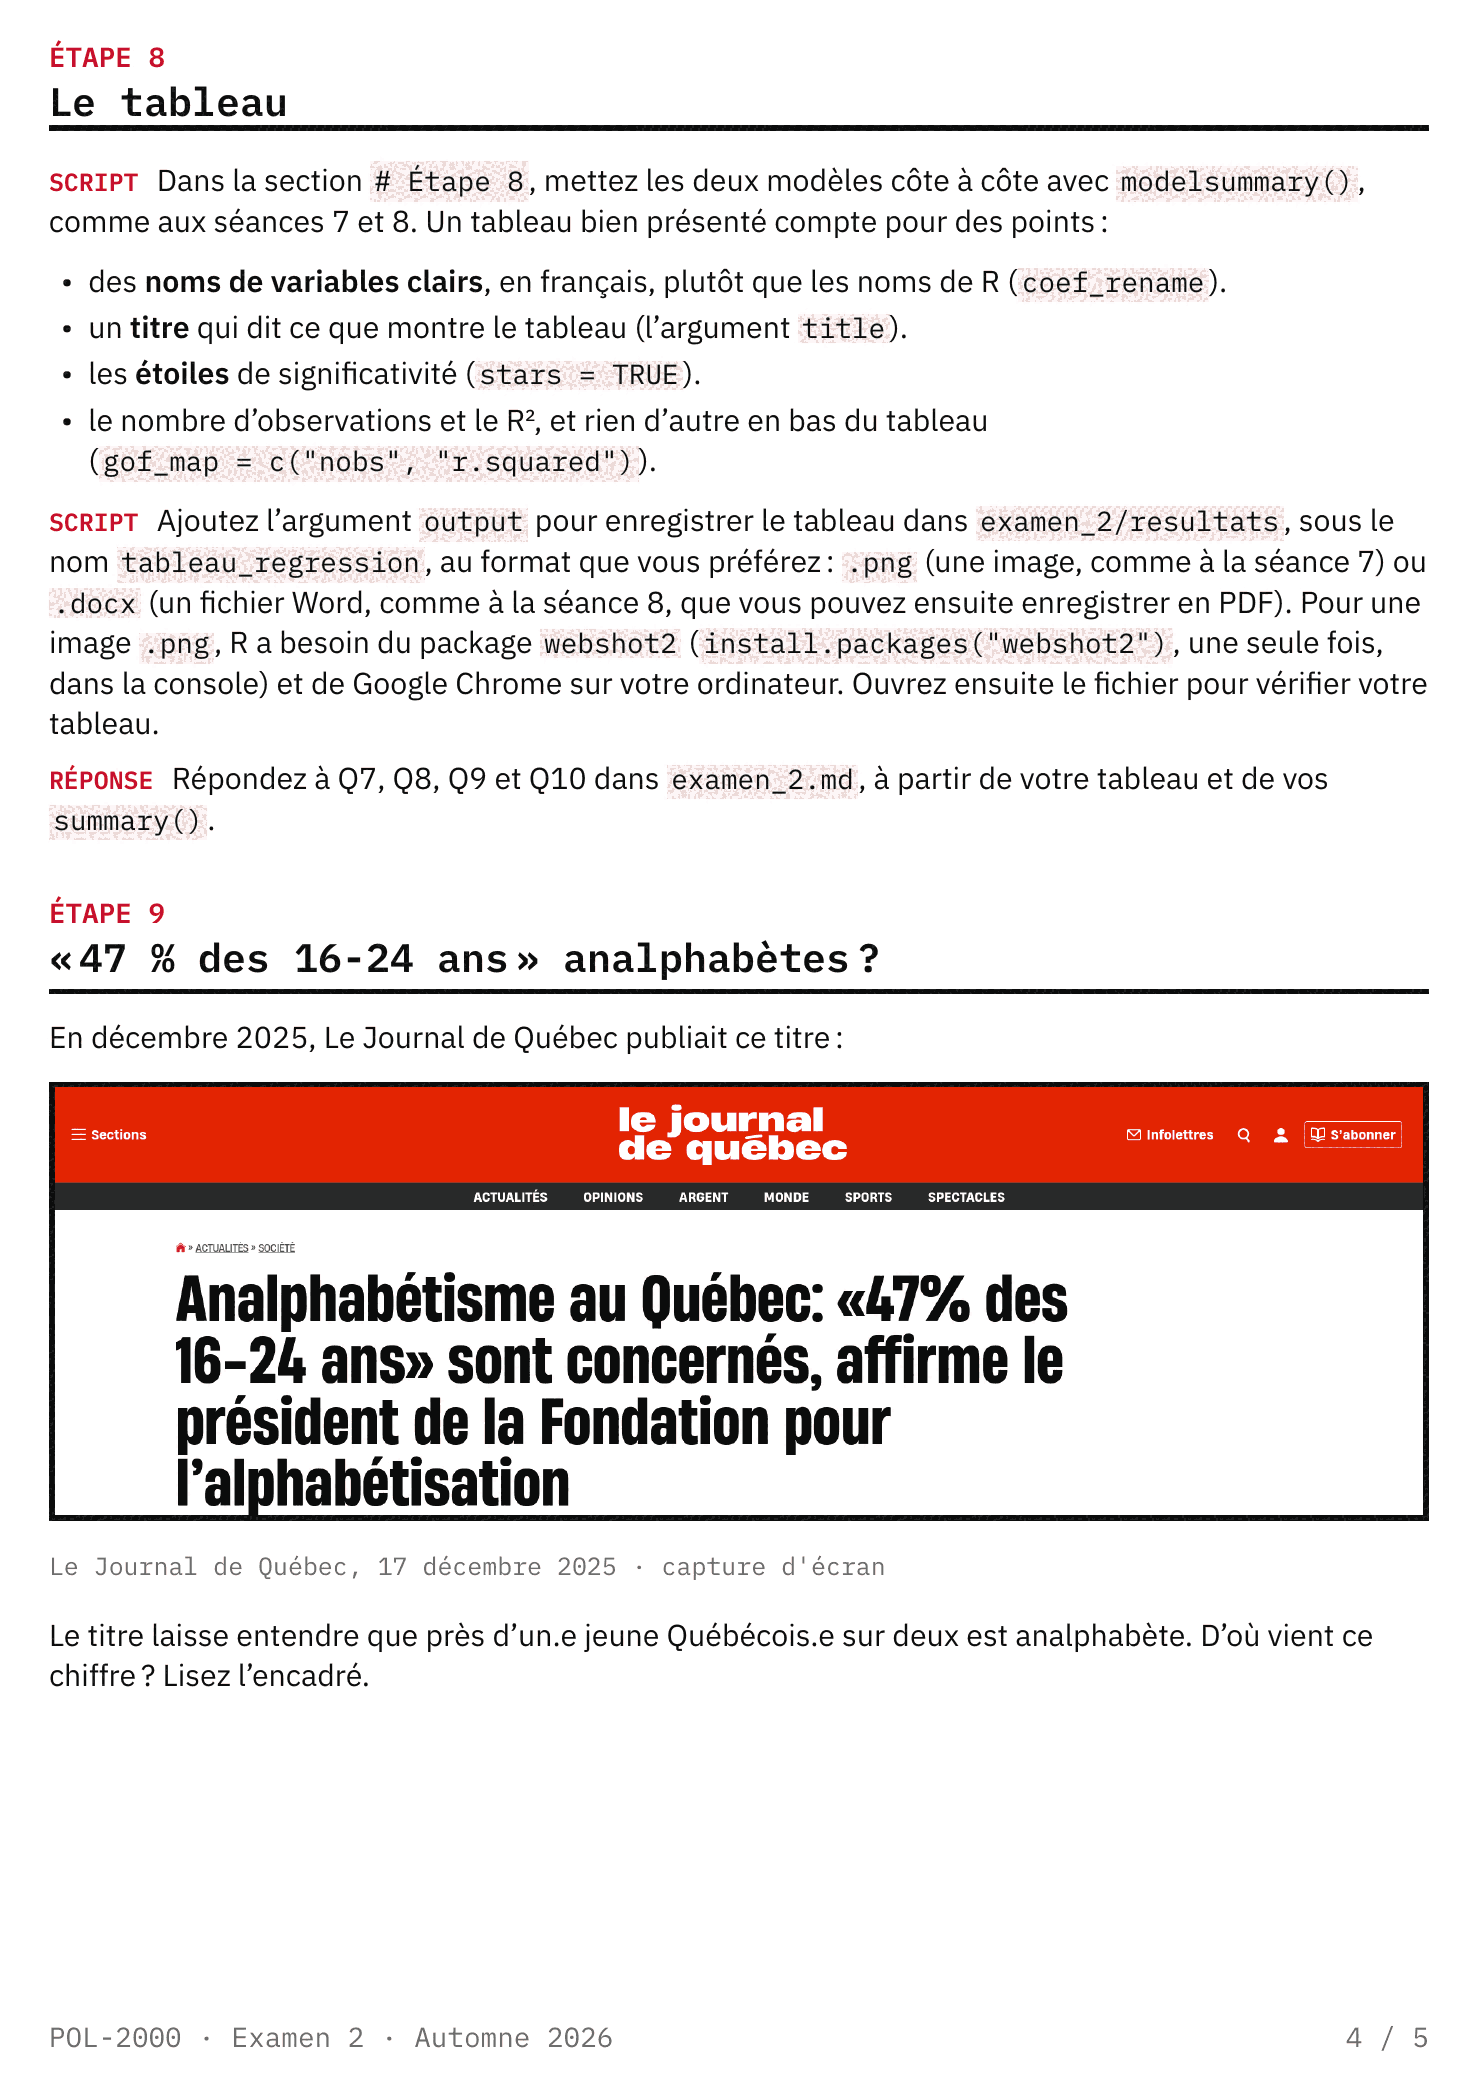 ÉTAPE 8
Le tableau
SCRIPT Dans la section # Étape 8, mettez les deux modèles côte à côte avec modelsummary(),
comme aux séances 7 et 8. Un tableau bien présenté compte pour des points :
• des noms de variables clairs, en français, plutôt que les noms de R (coef_rename).
• un titre qui dit ce que montre le tableau (l’argument title).
• les étoiles de significativité (stars = TRUE).
• le nombre d’observations et le R², et rien d’autre en bas du tableau
(gof_map = c("nobs", "r.squared")).
SCRIPT Ajoutez l’argument output pour enregistrer le tableau dans examen_2/resultats, sous le
nom tableau_regression, au format que vous préférez : .png (une image, comme à la séance 7) ou
.docx (un fichier Word, comme à la séance 8, que vous pouvez ensuite enregistrer en PDF). Pour une
image .png, R a besoin du package webshot2 (install.packages("webshot2"), une seule fois,
dans la console) et de Google Chrome sur votre ordinateur. Ouvrez ensuite le fichier pour vérifier votre
tableau.
RÉPONSE Répondez à Q7, Q8, Q9 et Q10 dans examen_2.md, à partir de votre tableau et de vos
summary().
ÉTAPE 9
« 47 % des 16-24 ans » analphabètes ?
En décembre 2025, Le Journal de Québec publiait ce titre :
Sections
le journal
de québec
Infolettres
S'abonner
ACTUALITÉS OPINIONS ARGENT MONDE SPORTS SPECTACLES
» ACTUALITÉS » SOCIÉTÉ
Analphabétisme au Québec: «47% des
16-24 ans» sont concernés, affirme le
président de la Fondation pour
l’alphabétisation
Le Journal de Québec, 17 décembre 2025 · capture d'écran
Le titre laisse entendre que près d’un.e jeune Québécois.e sur deux est analphabète. D’où vient ce
chiffre ? Lisez l’encadré.
POL-2000 · Examen 2 · Automne 2026
4 / 5